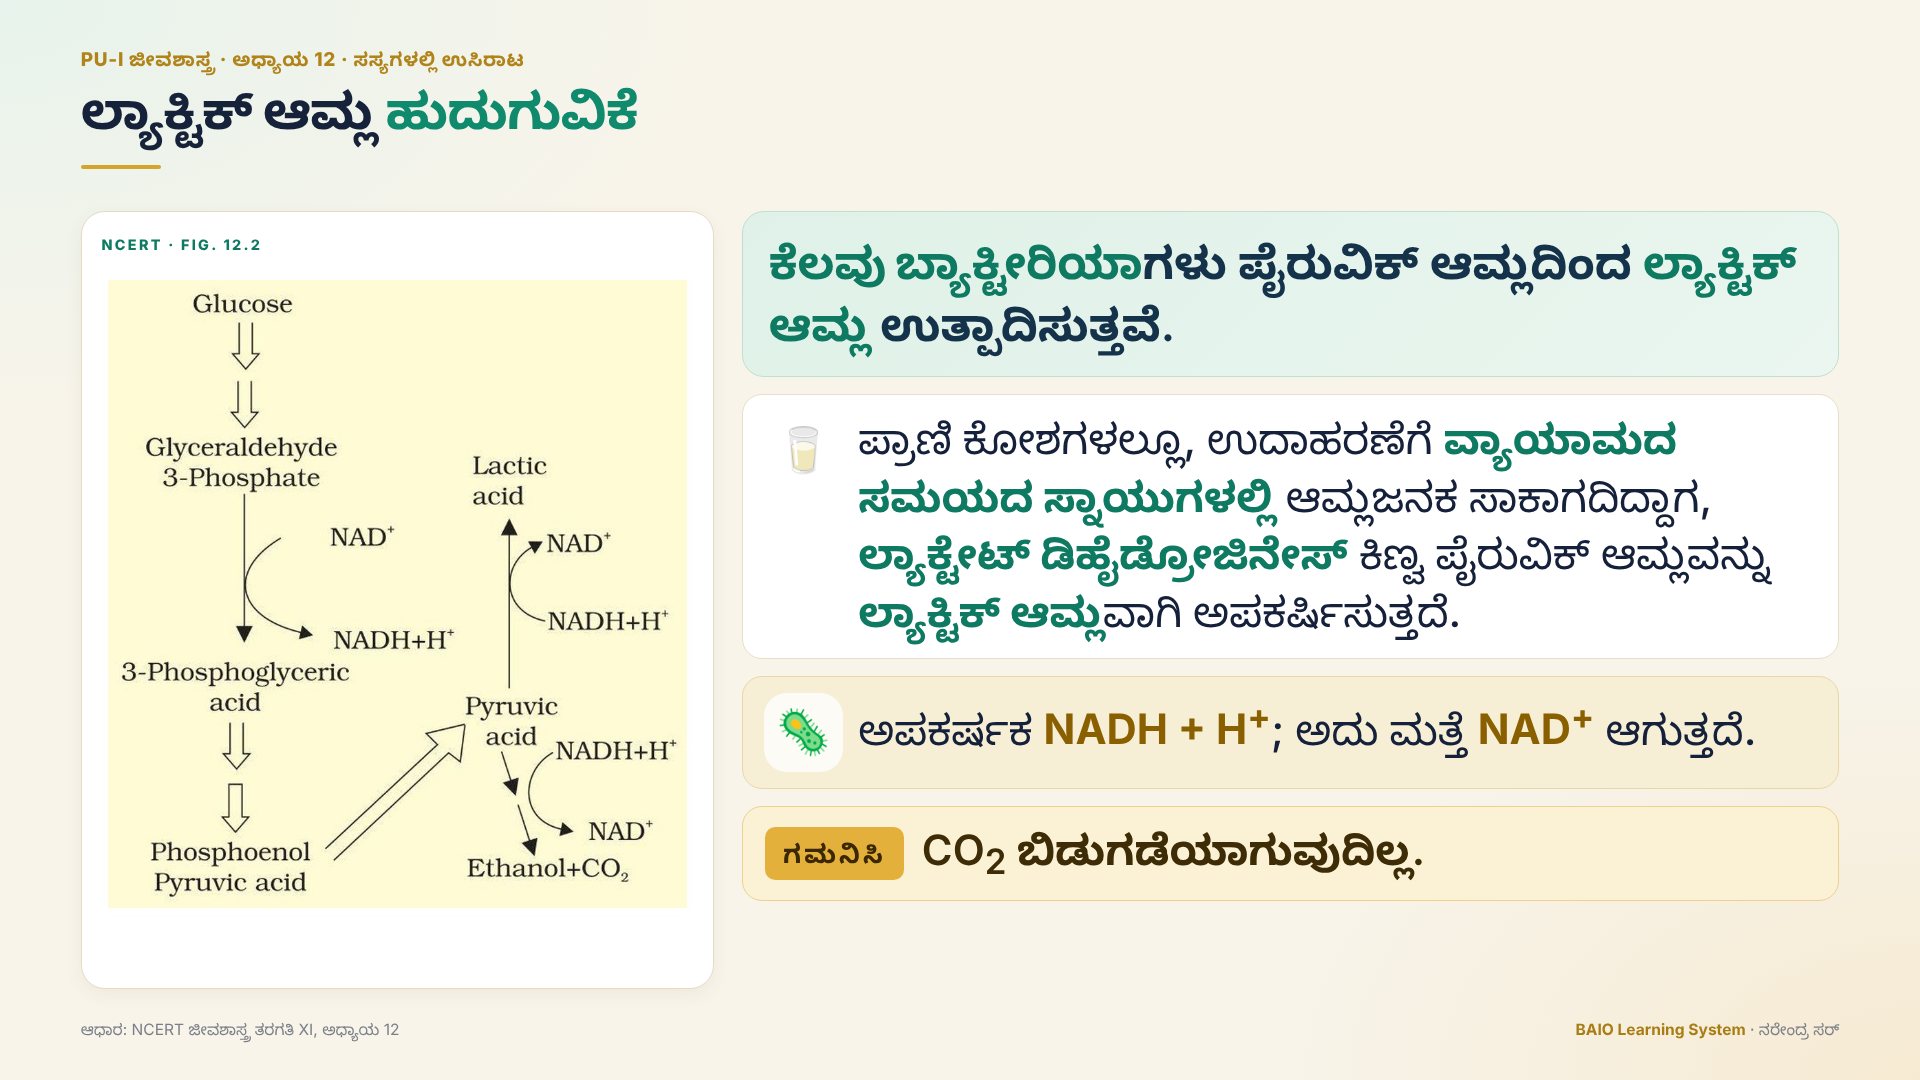 PU-I ಜೀವಶಾಸ್ತ್ರ · ಅಧ್ಯಾಯ 12 · ಸಸ್ಯಗಳಲ್ಲಿ ಉಸಿರಾಟ
ಲ್ಯಾಕ್ಟಿಕ್ ಆಮ್ಲ ಹುದುಗುವಿಕೆ
NCERT · FIG. 12.2
Glucose
Glyceraldehyde
3-Phosphate
NAD⁺
NADH+H⁺
3-Phosphoglyceric
acid
Phosphoenol
Pyruvic acid
Lactic
acid
NAD⁺
NADH+H⁺
Pyruvic
acid
NADH+H⁺
NAD⁺
Ethanol+CO₂
ಕೆಲವು ಬ್ಯಾಕ್ಟೀರಿಯಾಗಳು ಪೈರುವಿಕ್ ಆಮ್ಲದಿಂದ ಲ್ಯಾಕ್ಟಿಕ್
ಆಮ್ಲ ಉತ್ಪಾದಿಸುತ್ತವೆ.
ಪ್ರಾಣಿ ಕೋಶಗಳಲ್ಲೂ, ಉದಾಹರಣೆಗೆ ವ್ಯಾಯಾಮದ
ಸಮಯದ ಸ್ನಾಯುಗಳಲ್ಲಿ ಆಮ್ಲಜನಕ ಸಾಕಾಗದಿದ್ದಾಗ,
ಲ್ಯಾಕ್ಟೇಟ್ ಡಿಹೈಡ್ರೋಜಿನೇಸ್ ಕಿಣ್ವ ಪೈರುವಿಕ್ ಆಮ್ಲವನ್ನು
ಲ್ಯಾಕ್ಟಿಕ್ ಆಮ್ಲವಾಗಿ ಅಪಕರ್ಷಿಸುತ್ತದೆ.
ಅಪಕರ್ಷಕ NADH + H⁺; ಅದು ಮತ್ತೆ NAD⁺ ಆಗುತ್ತದೆ.
ಗಮನಿಸಿ CO₂ ಬಿಡುಗಡೆಯಾಗುವುದಿಲ್ಲ.
ಆಧಾರ: NCERT ಜೀವಶಾಸ್ತ್ರ ತರಗತಿ XI, ಅಧ್ಯಾಯ 12
BAIO Learning System · ನರೇಂದ್ರ ಸರ್